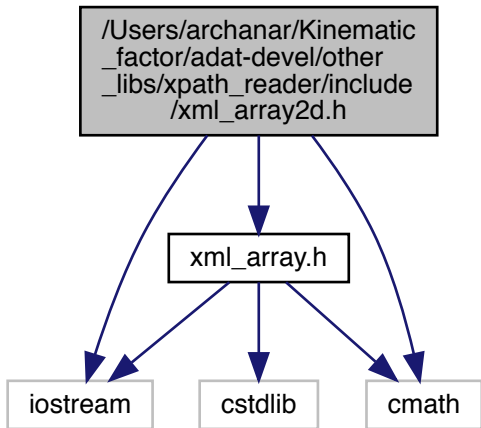 /Users/archanar/Kinematic
_factor/adat-devel/other
_libs/xpath_reader/include
/xml_array2d.h
xml_array.h
iostream
cstdlib
cmath